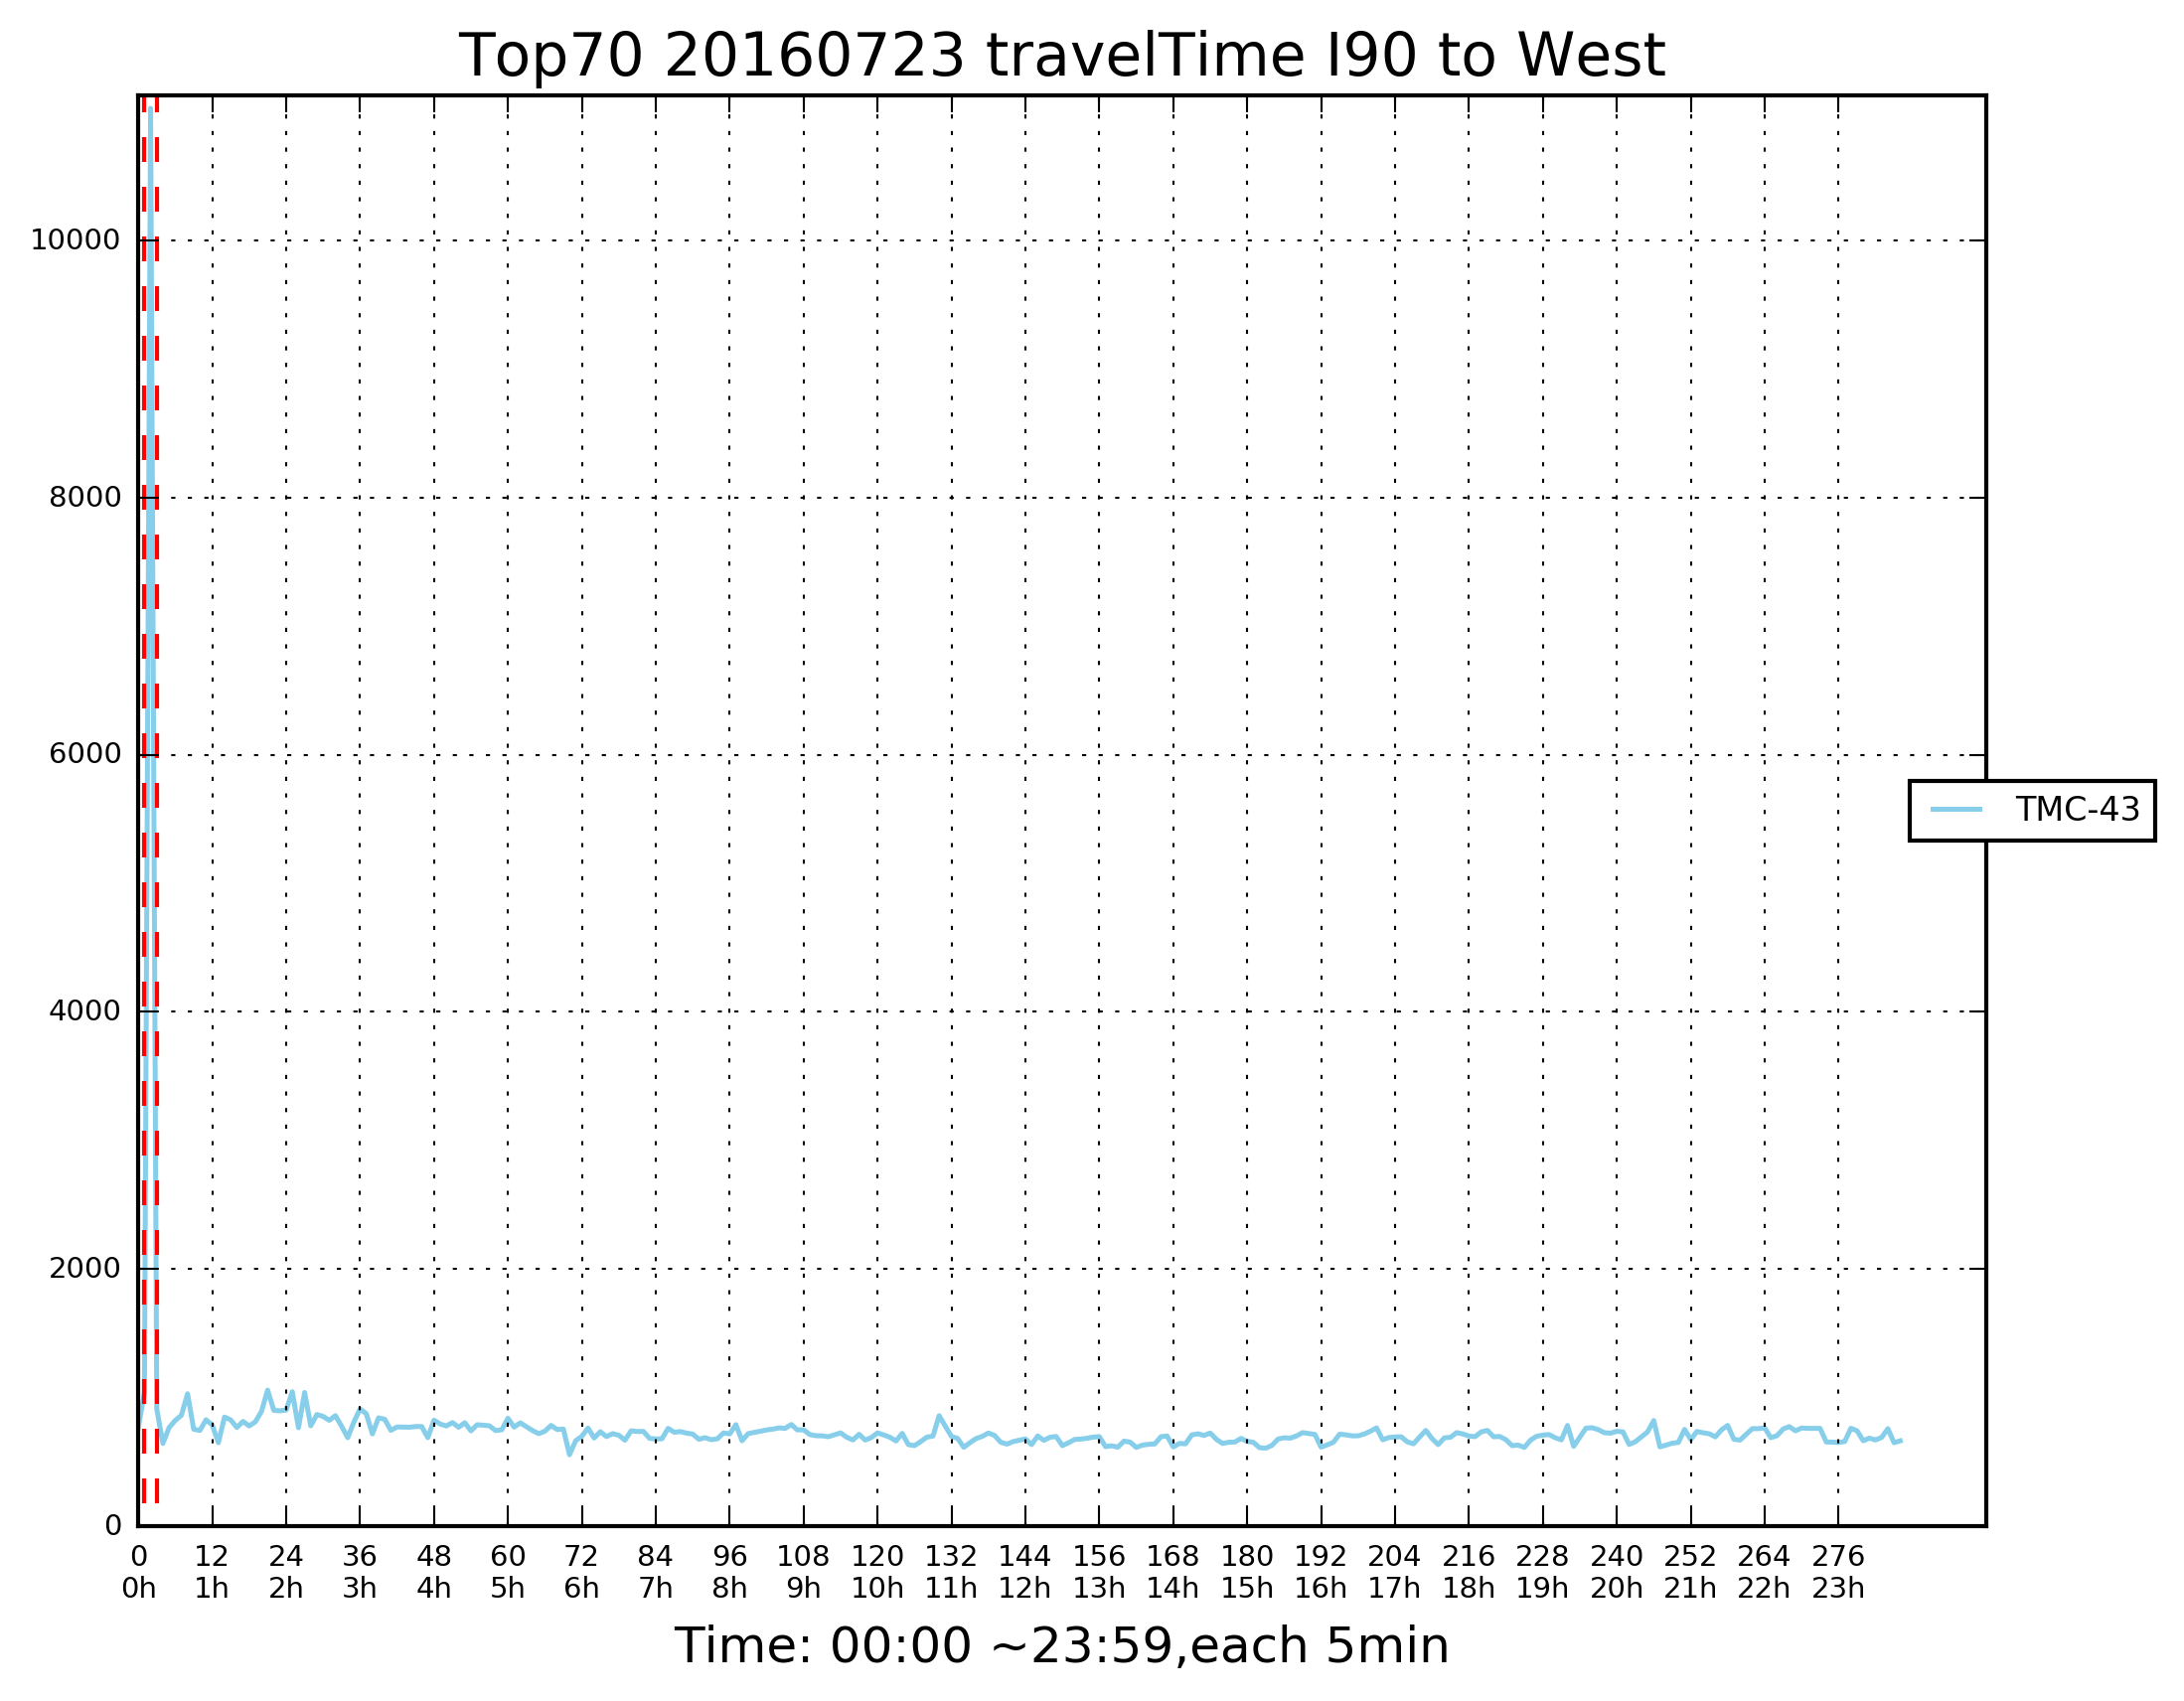 Top70 20160723 travelTime I90 to West
10000
8000
6000
4000
2000
0
TMC-43
0 12 24 36 48 60 72 84 96 108 120 132 144 156 168 180 192 204 216 228 240 252 264 276
0h 1h 2h 3h 4h 5h 6h 7h 8h 9h 10h 11h 12h 13h 14h 15h 16h 17h 18h 19h 20h 21h 22h 23h
Time: 00:00 ~23:59,each 5min